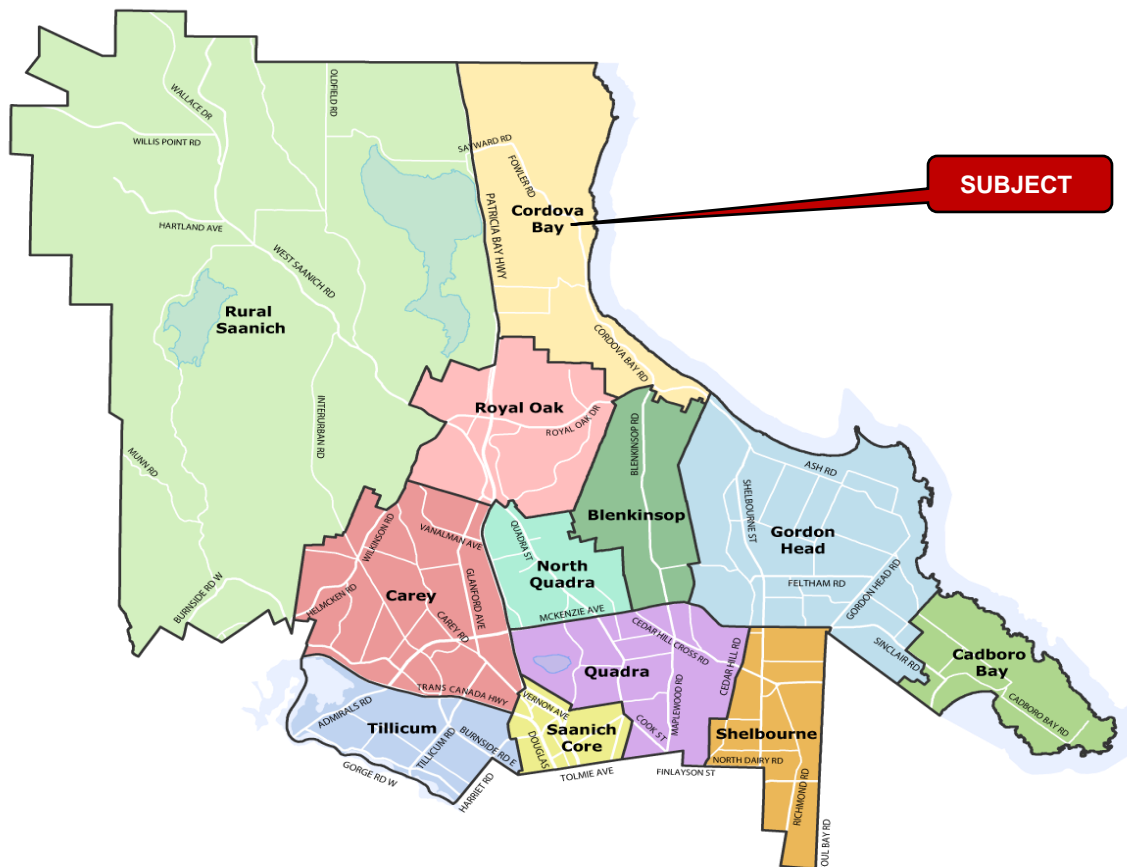 WALLACE DR
OLDFIELD RD
WILLIS POINT RD
SAYWARD RD
FOWLER RD
SUBJECT
PATRICIA BAY HWY
Cordova
Bay
HARTLAND AVE
WEST SAANICH RD
Rural
Saanich
CORDOVA BAY RD
INTERURBAN RD
Royal Oak
ROYAL OAK DR
BLENKINSOP RD
MUNN RD
ASH RD
SHELBOURNE ST
WILKINSON RD
VANALMAN AVE
QUADRA ST
Blenkinsop
Gordon
Head
North
Quadra
FELTHAM RD
GORDON HEAD RD
BURNSIDE RD W
HELMCKEN RD
Carey
GLANFORD AVE
CAREY RD
MCKENZIE AVE
CEDAR HILL CROSS RD
CEDAR HILL RD
SINCLAIR RD
Cadboro
Bay
CADBORO BAY RD
Quadra
MAPLEWOOD RD
TRANS CANADA HWY
ADMIRALS RD
Tillicum
TILLICUM RD
BURNSIDE RD E
VERNON AVE
Saanich
Core
DOUGLAS
COOK ST
Shelbourne
NORTH DAIRY RD
GORGE RD W
HARRIET RD
TOLMIE AVE
FINLAYSON ST
RICHMOND RD
OUL BAY RD